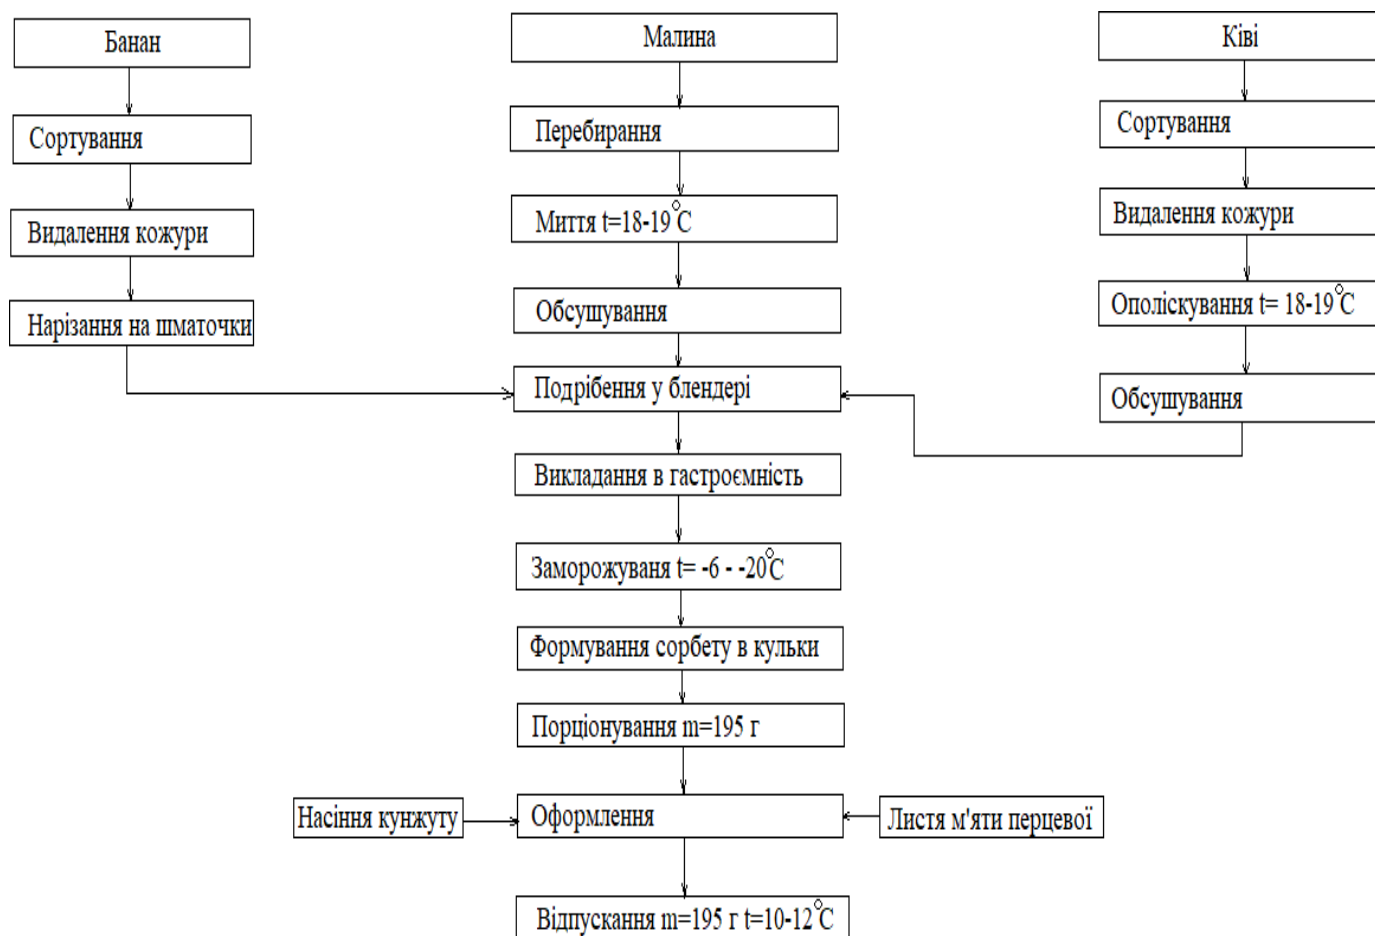 Банан
Малина
Ківі
Сортування
Перебирання
Сортування
Видалення кожури
Миття t=18-19°C
Видалення кожури
Нарізання на шматочки
Обсушування
Ополіскування t= 18-19°C
Подрібення у блендері
Обсушування
Викладання в гастроємність
Заморожуваня t= -6 - -20°C
Формування сорбету в кульки
Порціонування m=195 г
Насіння кунжуту
Оформлення
Листя м'яти перцевої
Відпускання m=195 г t=10-12°C